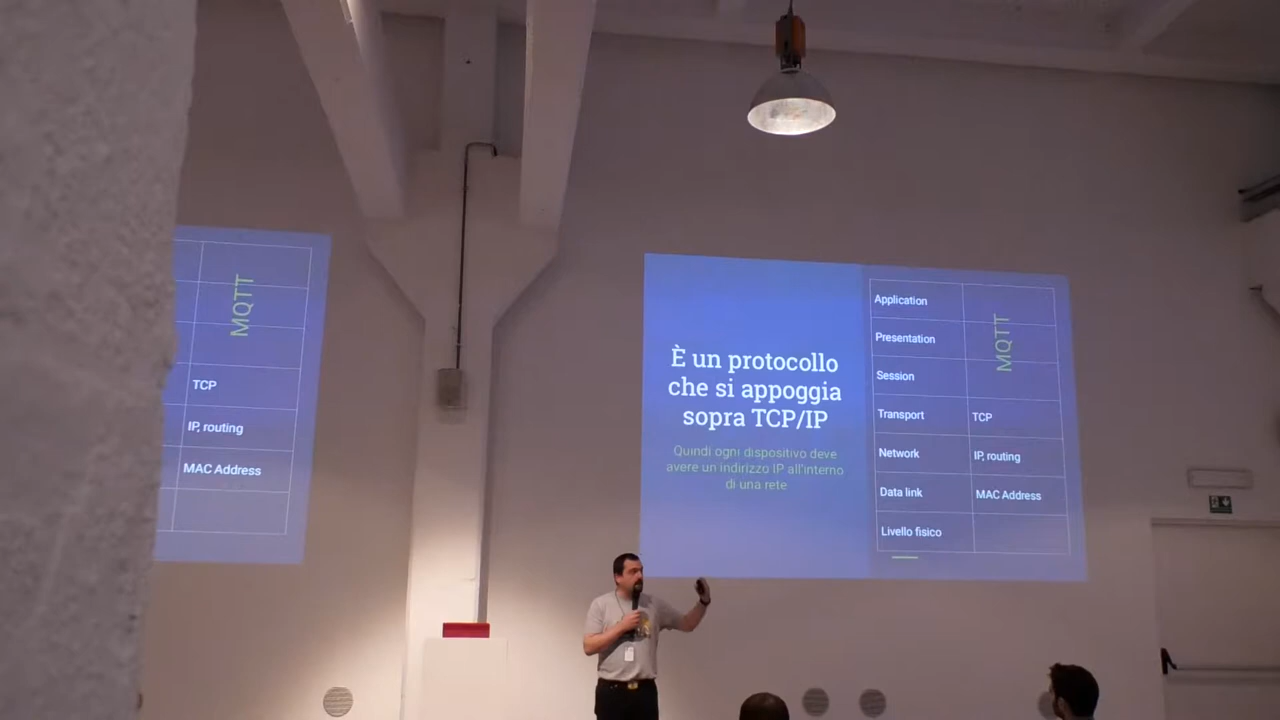 MQTT
TCP
IP, routing
MAC Address
È un protocollo
che si appoggia
sopra TCP/IP
Quindi ogni dispositivo deve
avere un indirizzo IP all'interno
di una rete
Application
Presentation
Session
MQTT
Transport TCP
Network IP, routing
Data link MAC Address
Livello fisico